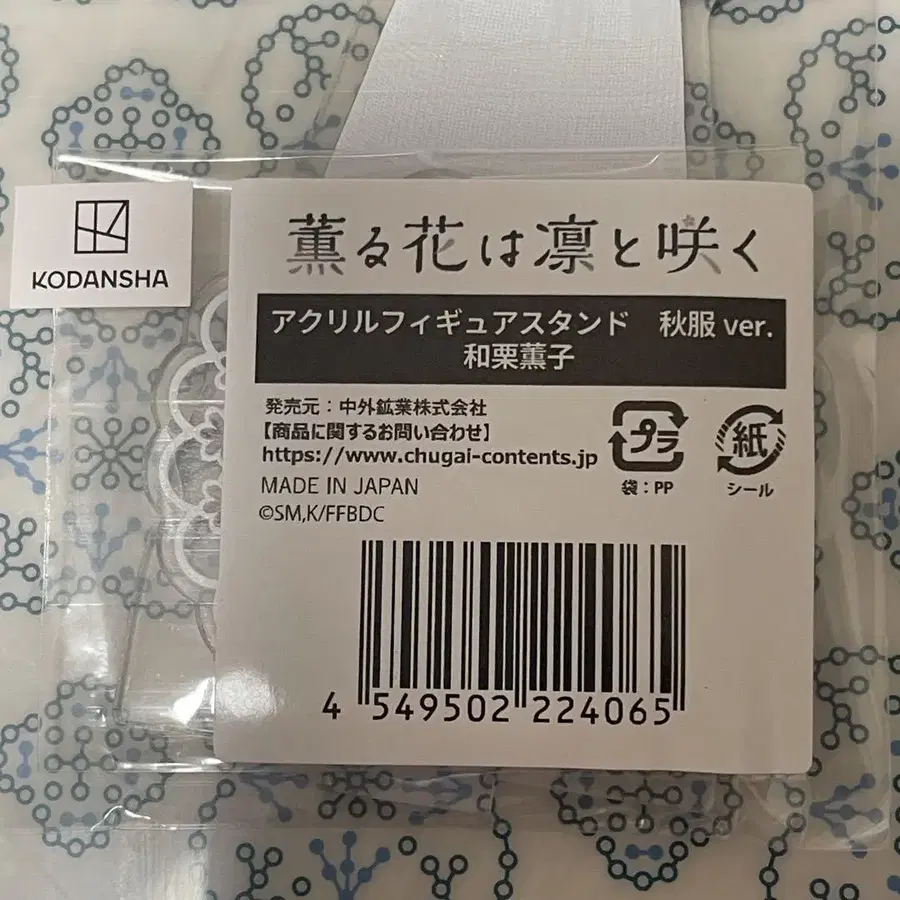 KODANSHA
薫る花は凛と咲く
アクリルフィギュアスタンド　秋服 ver.
和栗薫子
発売元：中外鉱業株式会社
【商品に関するお問い合わせ】
https://www.chugai-contents.jp
MADE IN JAPAN
©SM,K/FFBDC
プラ
袋：PP
紙
シール
4 549502 224065